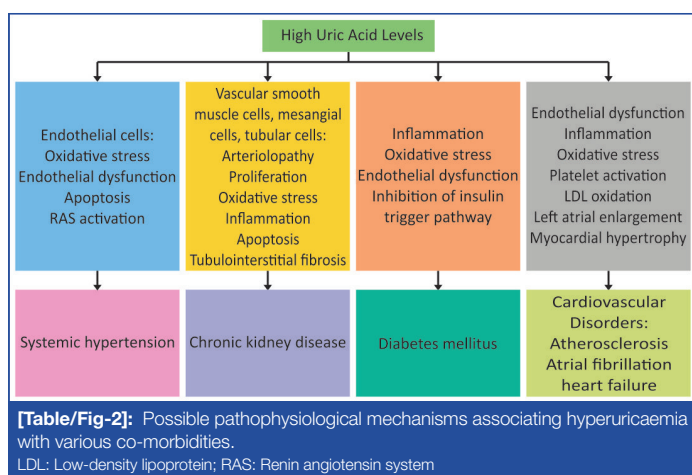 High Uric Acid Levels
Endothelial cells:
Oxidative stress
Endothelial dysfunction
Apoptosis
RAS activation
Vascular smooth
muscle cells, mesangial
cells, tubular cells:
Arteriolopathy
Proliferation
Oxidative stress
Inflammation
Apoptosis
Tubulointerstitial fibrosis
Inflammation
Oxidative stress
Endothelial dysfunction
Inhibition of insulin
trigger pathway
Endothelial dysfunction
Inflammation
Oxidative stress
Platelet activation
LDL oxidation
Left atrial enlargement
Myocardial hypertrophy
Systemic hypertension
Chronic kidney disease
Diabetes mellitus
Cardiovascular
Disorders:
Atherosclerosis
Atrial fibrillation
heart failure
[Table/Fig-2]: Possible pathophysiological mechanisms associating hyperuricaemia
with various co-morbidities.
LDL: Low-density lipoprotein; RAS: Renin angiotensin system